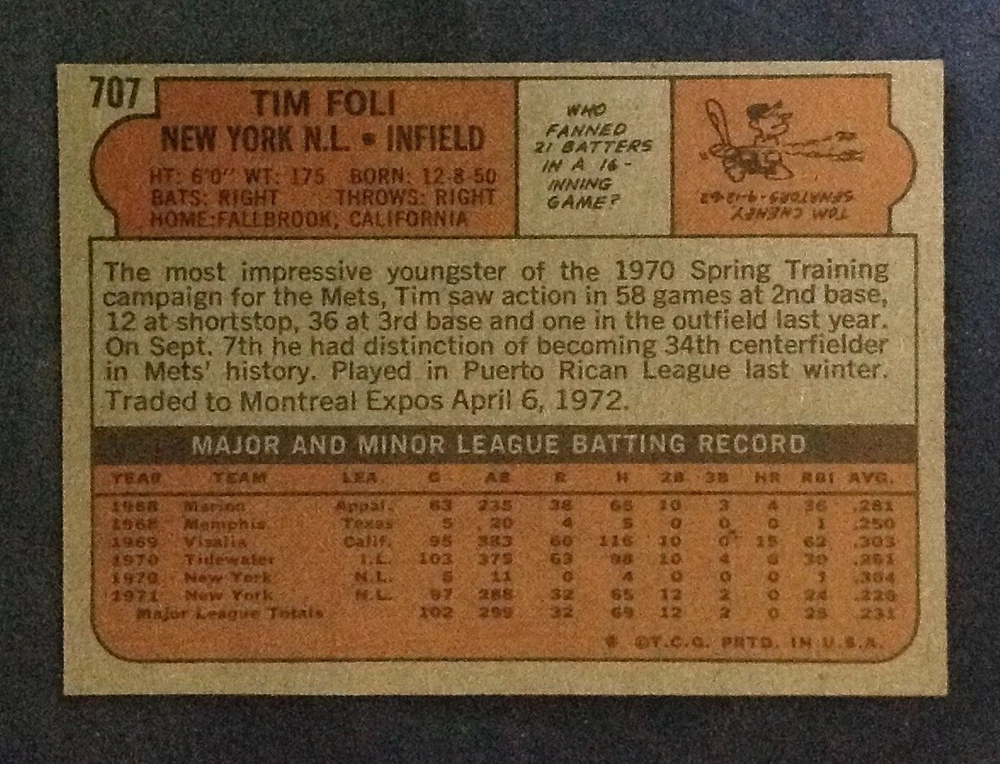 707
TIM FOLI
NEW YORK N.L. • INFIELD
HT: 6'0" WT: 175 BORN: 12-8-50
BATS: RIGHT THROWS: RIGHT
HOME: FALLBROOK, CALIFORNIA
WHO
FANNED
21 BATTERS
IN A 16-
INNING
GAME?
TOM CHENEY
SENATORS-9-12-62
The most impressive youngster of the 1970 Spring Training
campaign for the Mets, Tim saw action in 58 games at 2nd base,
12 at shortstop, 36 at 3rd base and one in the outfield last year.
On Sept. 7th he had distinction of becoming 34th centerfielder
in Mets' history. Played in Puerto Rican League last winter.
Traded to Montreal Expos April 6, 1972.
MAJOR AND MINOR LEAGUE BATTING RECORD
YEAR TEAM LEA. G AB R H 2B 3B HR RBI AVG.
1968 Marion Appal. 63 235 38 66 10 3 4 36 .281
1968 Memphis Texas 5 20 4 5 0 0 0 1 .250
1969 Visalia Calif. 95 383 60 116 10 0 15 62 .303
1970 Tidewater I.L. 103 375 63 98 10 4 6 30 .261
1970 New York N.L. 5 11 0 4 0 0 0 1 .364
1971 New York N.L. 97 288 32 65 12 2 0 24 .226
Major League Totals 102 299 32 69 12 2 0 25 .231
* ©T.C.G. PRTD. IN U.S.A.